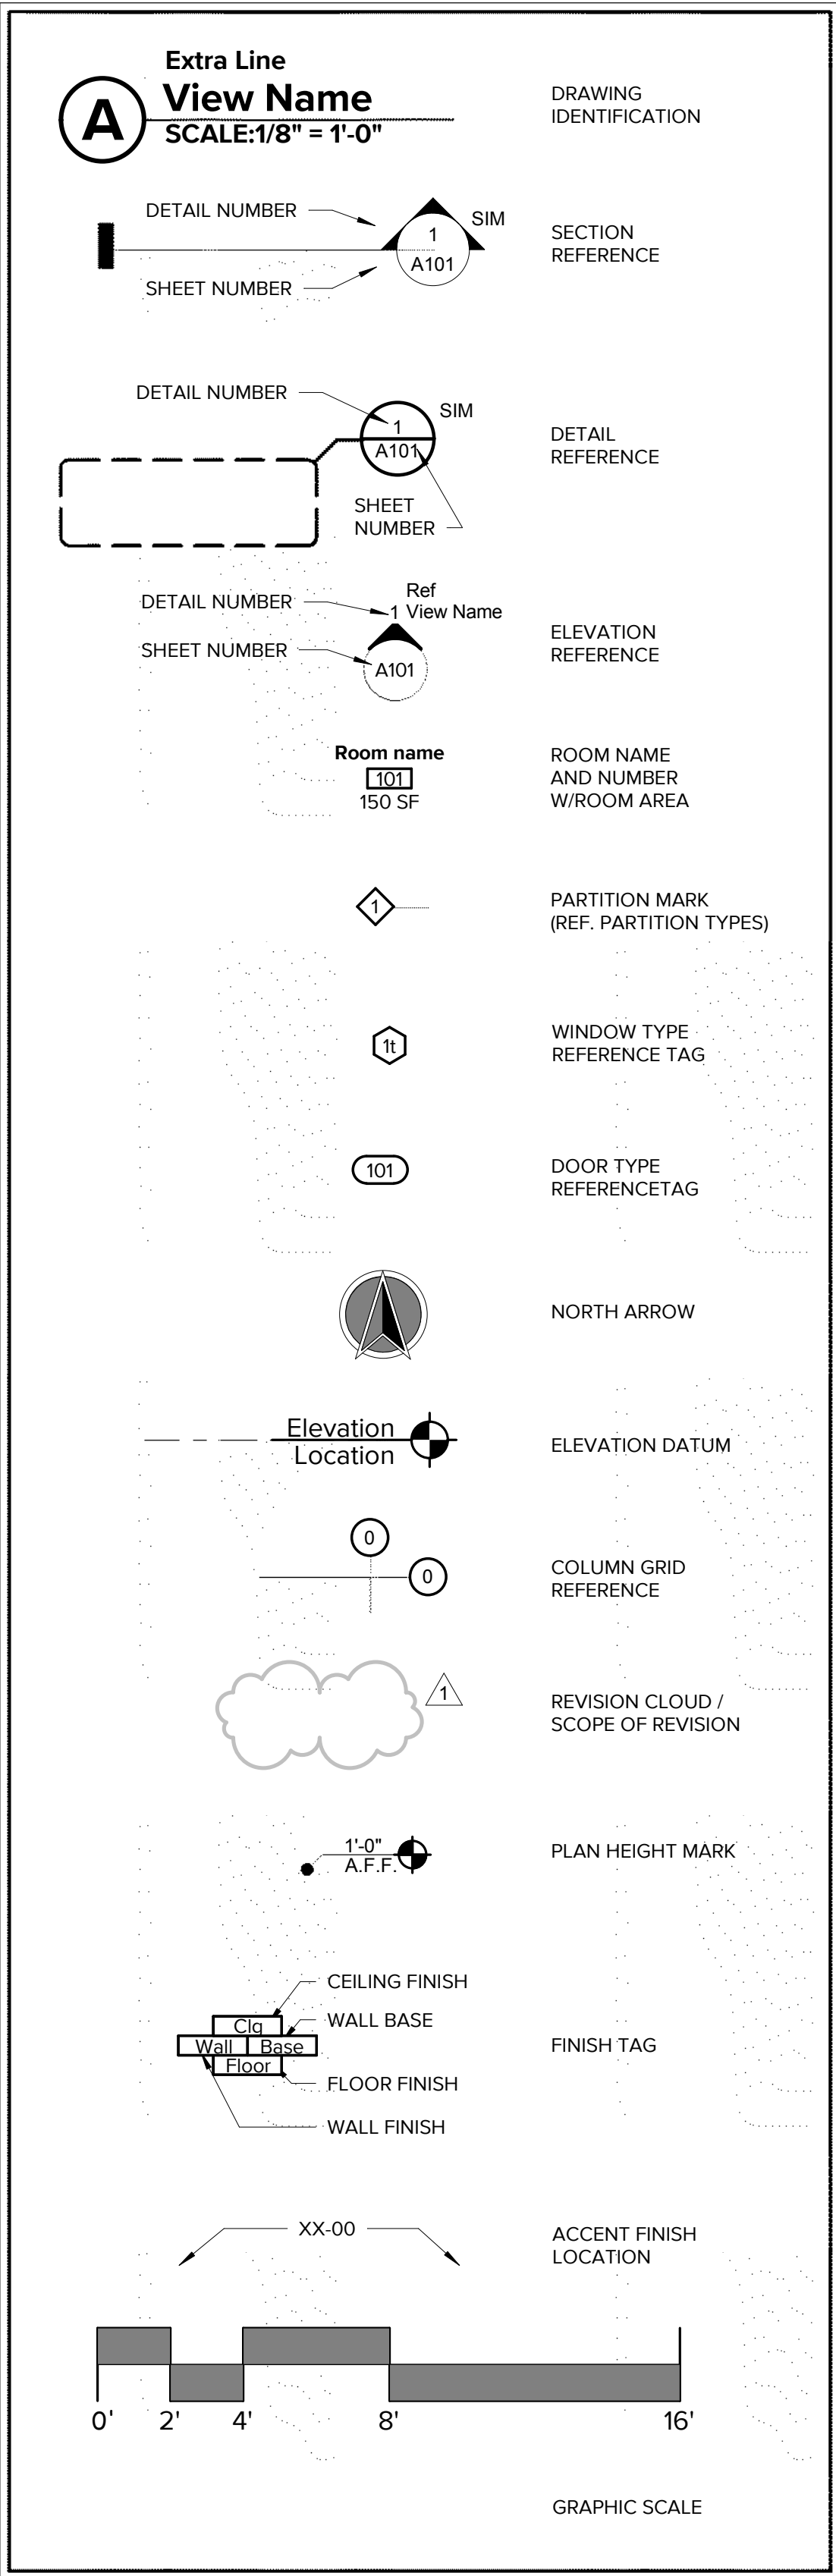 Extra Line
A
View Name
SCALE:1/8" = 1'-0"
DRAWING
IDENTIFICATION
DETAIL NUMBER
SIM
1
A101
SHEET NUMBER
SECTION
REFERENCE
DETAIL NUMBER
SIM
1
A101
SHEET
NUMBER
DETAIL
REFERENCE
Ref
DETAIL NUMBER
1 View Name
SHEET NUMBER
A101
ELEVATION
REFERENCE
Room name
101
150 SF
ROOM NAME
AND NUMBER
W/ROOM AREA
1
PARTITION MARK
(REF. PARTITION TYPES)
1t
WINDOW TYPE
REFERENCE TAG
101
DOOR TYPE
REFERENCETAG
NORTH ARROW
Elevation
Location
ELEVATION DATUM
0
0
COLUMN GRID
REFERENCE
1
REVISION CLOUD /
SCOPE OF REVISION
1'-0"
A.F.F.
PLAN HEIGHT MARK
CEILING FINISH
Clg
WALL BASE
Wall Base
Floor
FLOOR FINISH
WALL FINISH
FINISH TAG
XX-00
ACCENT FINISH
LOCATION
0' 2' 4' 8' 16'
GRAPHIC SCALE